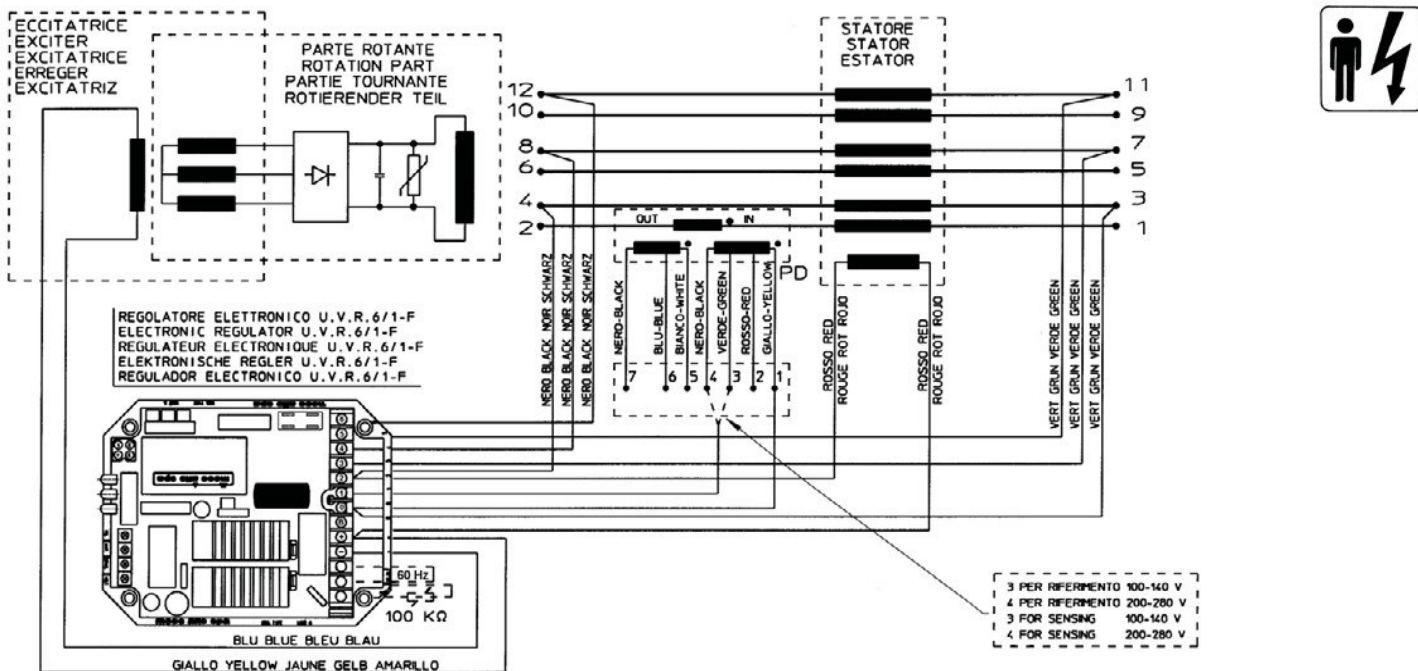 ECCITATRICE
EXCITER
EXCITATRICE
ERREGER
EXCITATRIZ
PARTE ROTANTE
ROTATION PART
PARTIE TOURNANTE
ROTIERENDER TEIL
STATORE
STATOR
ESTATOR
12
10
8
6
4
2
11
9
7
5
3
1
OUT
IN
PD
NERO BLACK NOIR SCHWARZ
NERO BLACK NOIR SCHWARZ
NERO BLACK NOIR SCHWARZ
NERO-BLACK
BLU-BLUE
BIANCO-WHITE
NERO-BLACK
VERDE-GREEN
ROSSO-RED
GIALLO-YELLOW
7 6 5 4 3 2 1
ROSSO RED
ROUGE ROT ROJO
ROSSO RED
ROUGE ROT ROJO
VERT GRUN VERDE GREEN
VERT GRUN VERDE GREEN
VERT GRUN VERDE GREEN
REGOLATORE ELETTRONICO U.V.R.6/1-F
ELECTRONIC REGULATOR U.V.R.6/1-F
REGULATEUR ELECTRONIQUE U.V.R.6/1-F
ELEKTRONISCHE REGLER U.V.R.6/1-F
REGULADOR ELECTRONICO U.V.R.6/1-F
60 Hz
100 KΩ
BLU BLUE BLEU BLAU
GIALLO YELLOW JAUNE GELB AMARILLO
3 PER RIFERIMENTO 100-140 V
4 PER RIFERIMENTO 200-280 V
3 FOR SENSING 100-140 V
4 FOR SENSING 200-280 V